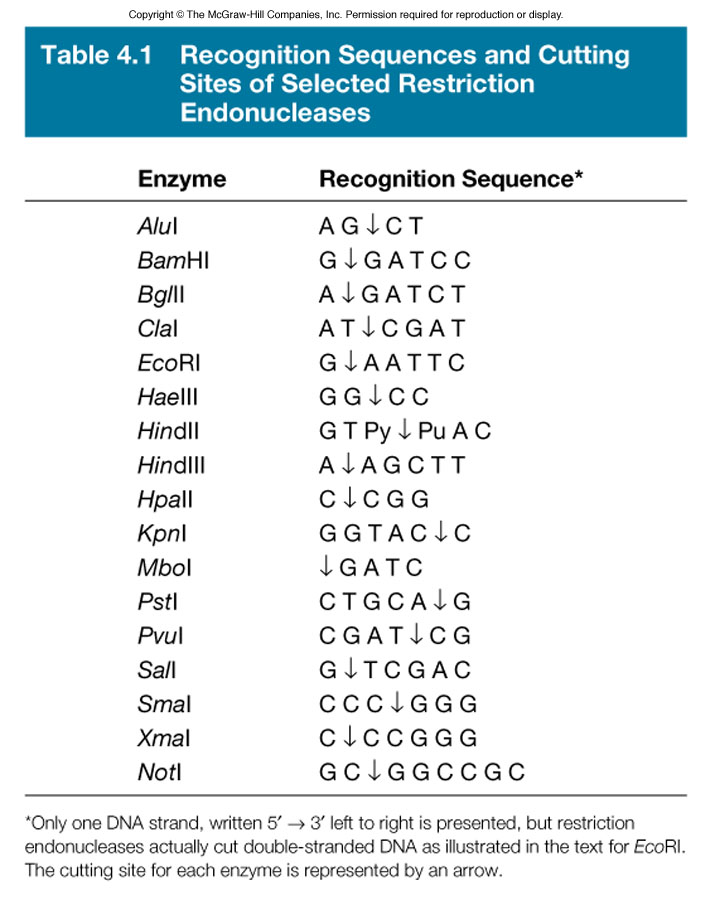 Copyright © The McGraw-Hill Companies, Inc. Permission required for reproduction or display.
Table 4.1 Recognition Sequences and Cutting
Sites of Selected Restriction
Endonucleases
Enzyme Recognition Sequence*
AluI A G ↓ C T
BamHI G ↓ G A T C C
BglII A ↓ G A T C T
ClaI A T ↓ C G A T
EcoRI G ↓ A A T T C
HaeIII G G ↓ C C
HindII G T Py ↓ Pu A C
HindIII A ↓ A G C T T
HpaII C ↓ C G G
KpnI G G T A C ↓ C
MboI ↓ G A T C
PstI C T G C A ↓ G
PvuI C G A T ↓ C G
SalI G ↓ T C G A C
SmaI C C C ↓ G G G
XmaI C ↓ C C G G G
NotI G C ↓ G G C C G C
*Only one DNA strand, written 5′ → 3′ left to right is presented, but restriction
endonucleases actually cut double-stranded DNA as illustrated in the text for EcoRI.
The cutting site for each enzyme is represented by an arrow.